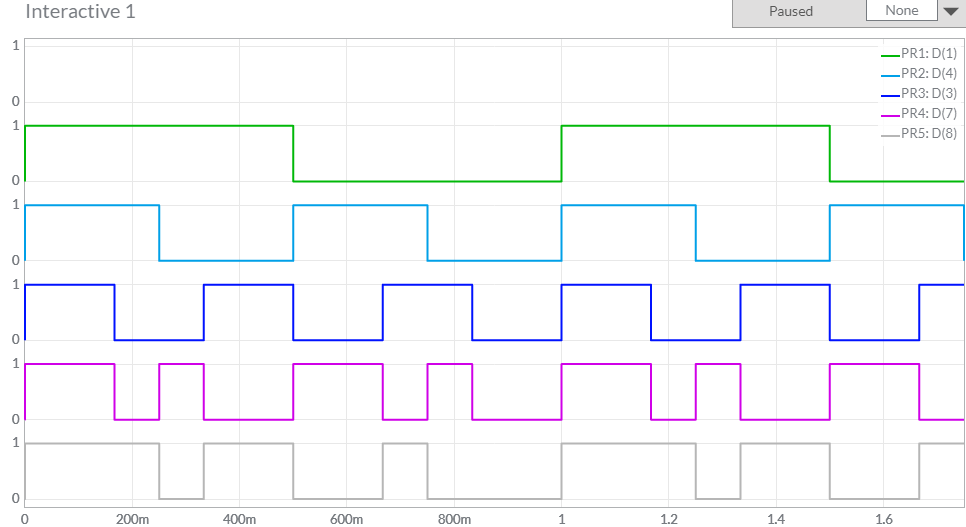 Interactive 1
Paused
None
1
0
1
0
1
0
1
0
1
0
1
0
PR1: D(1)
PR2: D(4)
PR3: D(3)
PR4: D(7)
PR5: D(8)
0 200m 400m 600m 800m 1 1.2 1.4 1.6